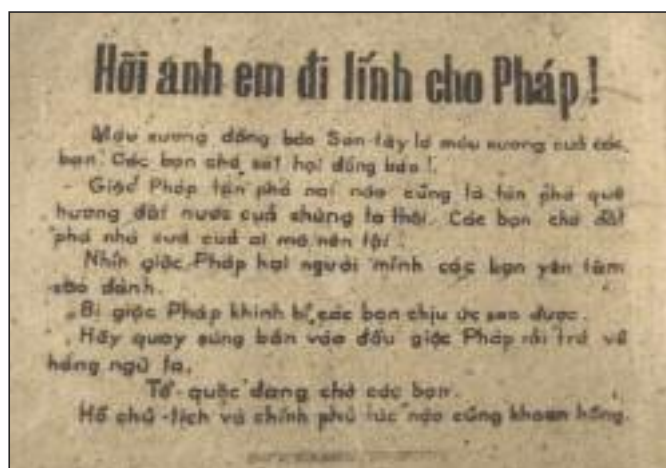 Hỡi anh em đi lính cho Pháp !
Máu xương đồng bào Sơn-tây là máu xương cuả các
bạn. Các bạn chớ sát hại đồng bào !
- Giặc Pháp tàn phá nơi nào cũng là tàn phá quê
hương đất nước cuả chúng ta thôi. Các bạn chớ đốt
phá nhà cuả ai mà nên tội !
Nhìn giặc Pháp hại người mình các bạn yên tâm
sao đành.
Bị giặc Pháp khinh bỉ các bạn chịu ức sao được.
Hãy quay súng bắn vào đầu giặc Pháp rồi trở về
hàng ngũ ta.
Tổ-quốc đang chờ các bạn.
Hồ chủ-tịch và chính phủ lúc nào cũng khoan hồng.